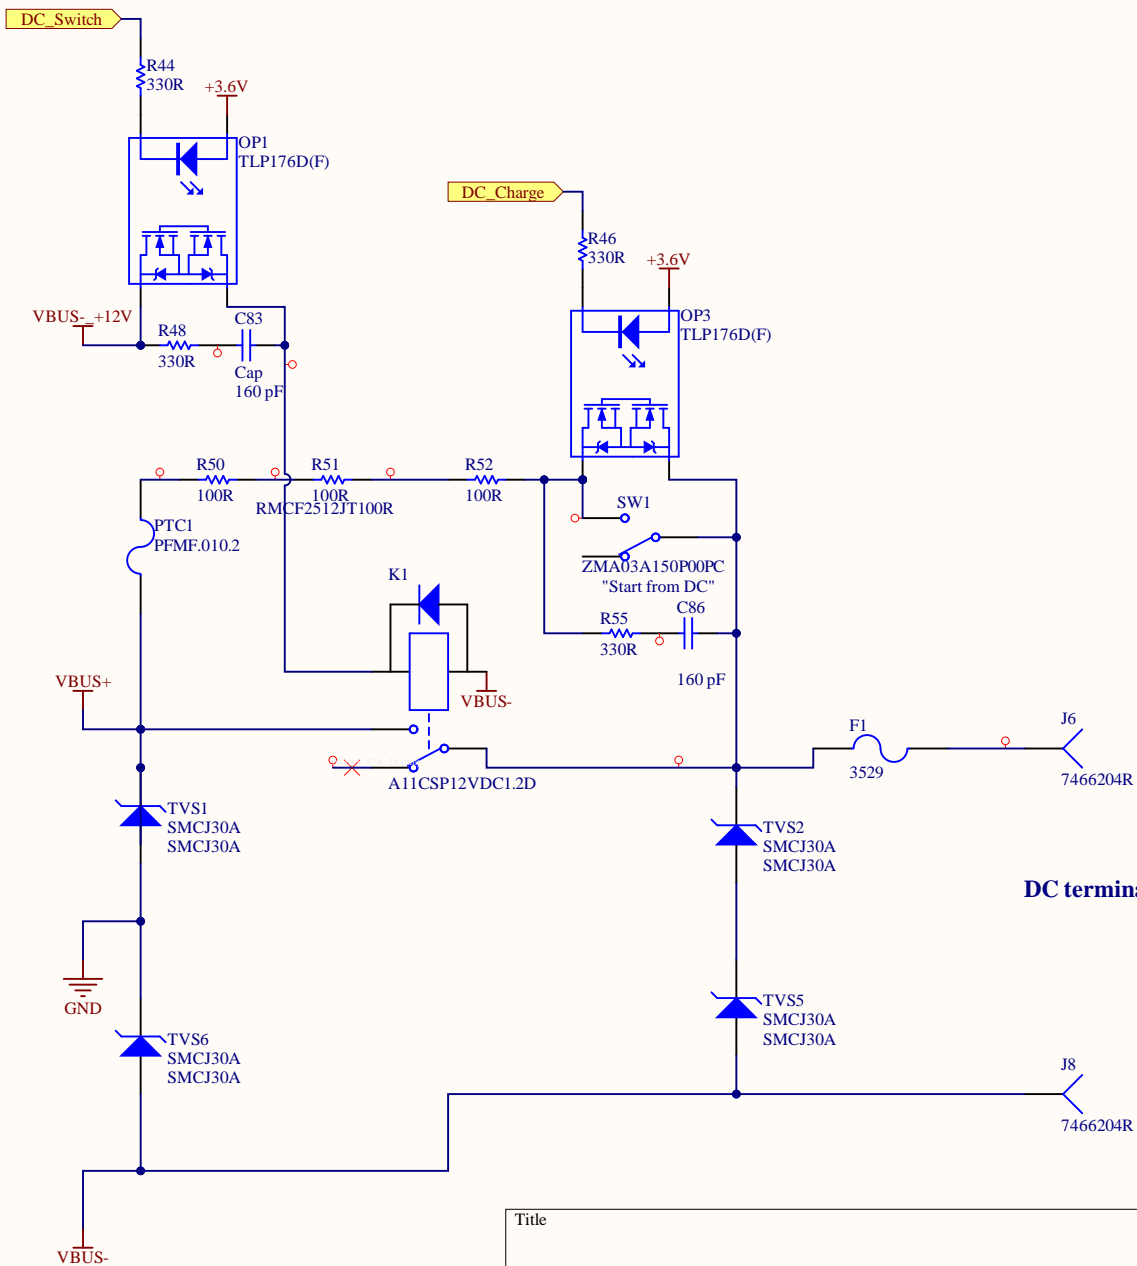 DC_Switch
R44
330R
+3.6V
OP1
TLP176D(F)
DC_Charge
R46
330R
+3.6V
OP3
TLP176D(F)
VBUS-_+12V
R48
330R
C83
Cap
160 pF
R50
100R
R51
100R
RMCF2512JT100R
R52
100R
SW1
ZMA03A150P00PC
"Start from DC"
PTC1
PFMF.010.2
K1
R55
330R
C86
160 pF
VBUS+
VBUS-
A11CSP12VDC1.2D
F1
3529
J6
7466204R
TVS1
SMCJ30A
SMCJ30A
TVS2
SMCJ30A
SMCJ30A
DC termina
GND
TVS6
SMCJ30A
SMCJ30A
TVS5
SMCJ30A
SMCJ30A
J8
7466204R
VBUS-
Title